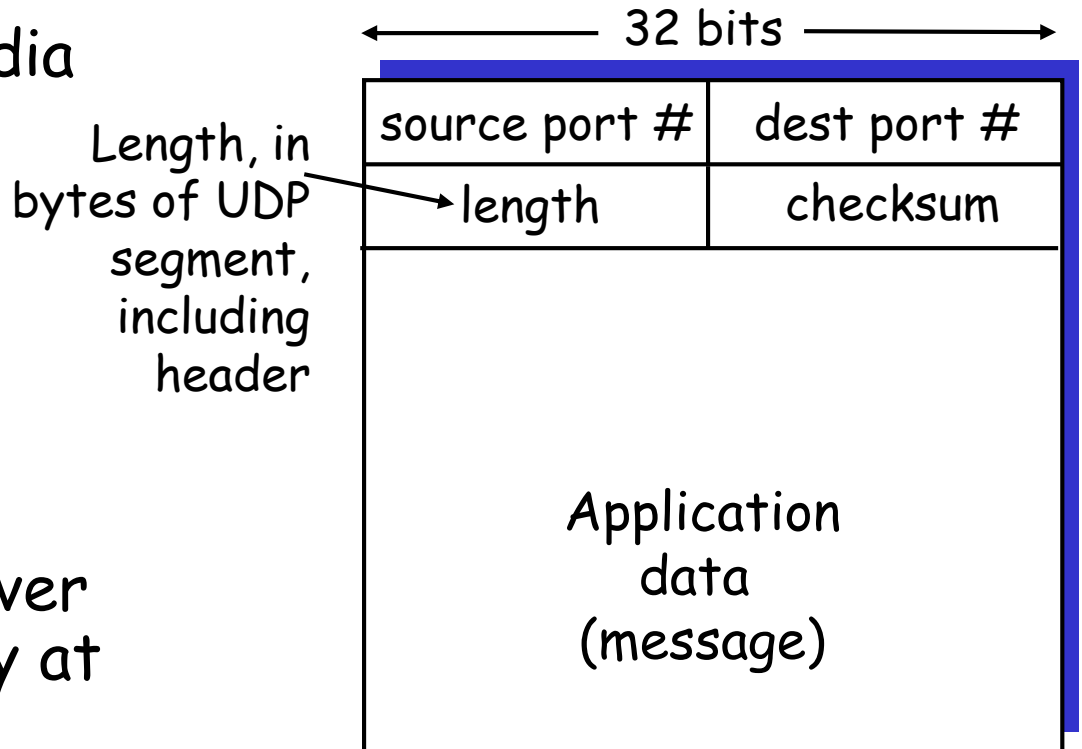 dia
Length, in
bytes of UDP
segment,
including
header
ver
y at
32 bits
source port # dest port #
length checksum
Application
data
(message)